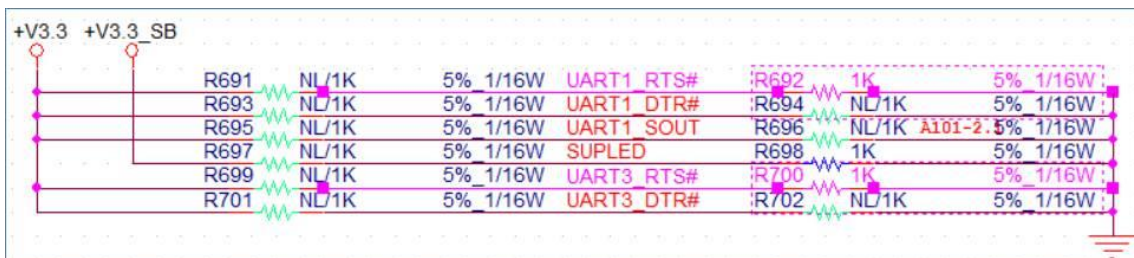 +V3.3 +V3.3_SB
R691 NL/1K 5%_1/16W UART1_RTS# R692 1K 5%_1/16W
R693 NL/1K 5%_1/16W UART1_DTR# R694 NL/1K 5%_1/16W
R695 NL/1K 5%_1/16W UART1_SOUT R696 NL/1K 5%_1/16W
R697 NL/1K 5%_1/16W SUPLED R698 1K 5%_1/16W
R699 NL/1K 5%_1/16W UART3_RTS# R700 1K 5%_1/16W
R701 NL/1K 5%_1/16W UART3_DTR# R702 NL/1K 5%_1/16W